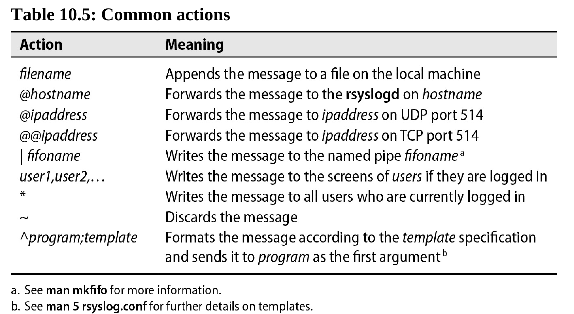 Table 10.5: Common actions
Action Meaning
filename Appends the message to a file on the local machine
@hostname Forwards the message to the rsyslogd on hostname
@ipaddress Forwards the message to ipaddress on UDP port 514
@@ipaddress Forwards the message to ipaddress on TCP port 514
| fifoname Writes the message to the named pipe fifoname a
user1,user2,… Writes the message to the screens of users if they are logged in
* Writes the message to all users who are currently logged in
~ Discards the message
^program;template Formats the message according to the template specification
and sends it to program as the first argument b
a. See man mkfifo for more information.
b. See man 5 rsyslog.conf for further details on templates.